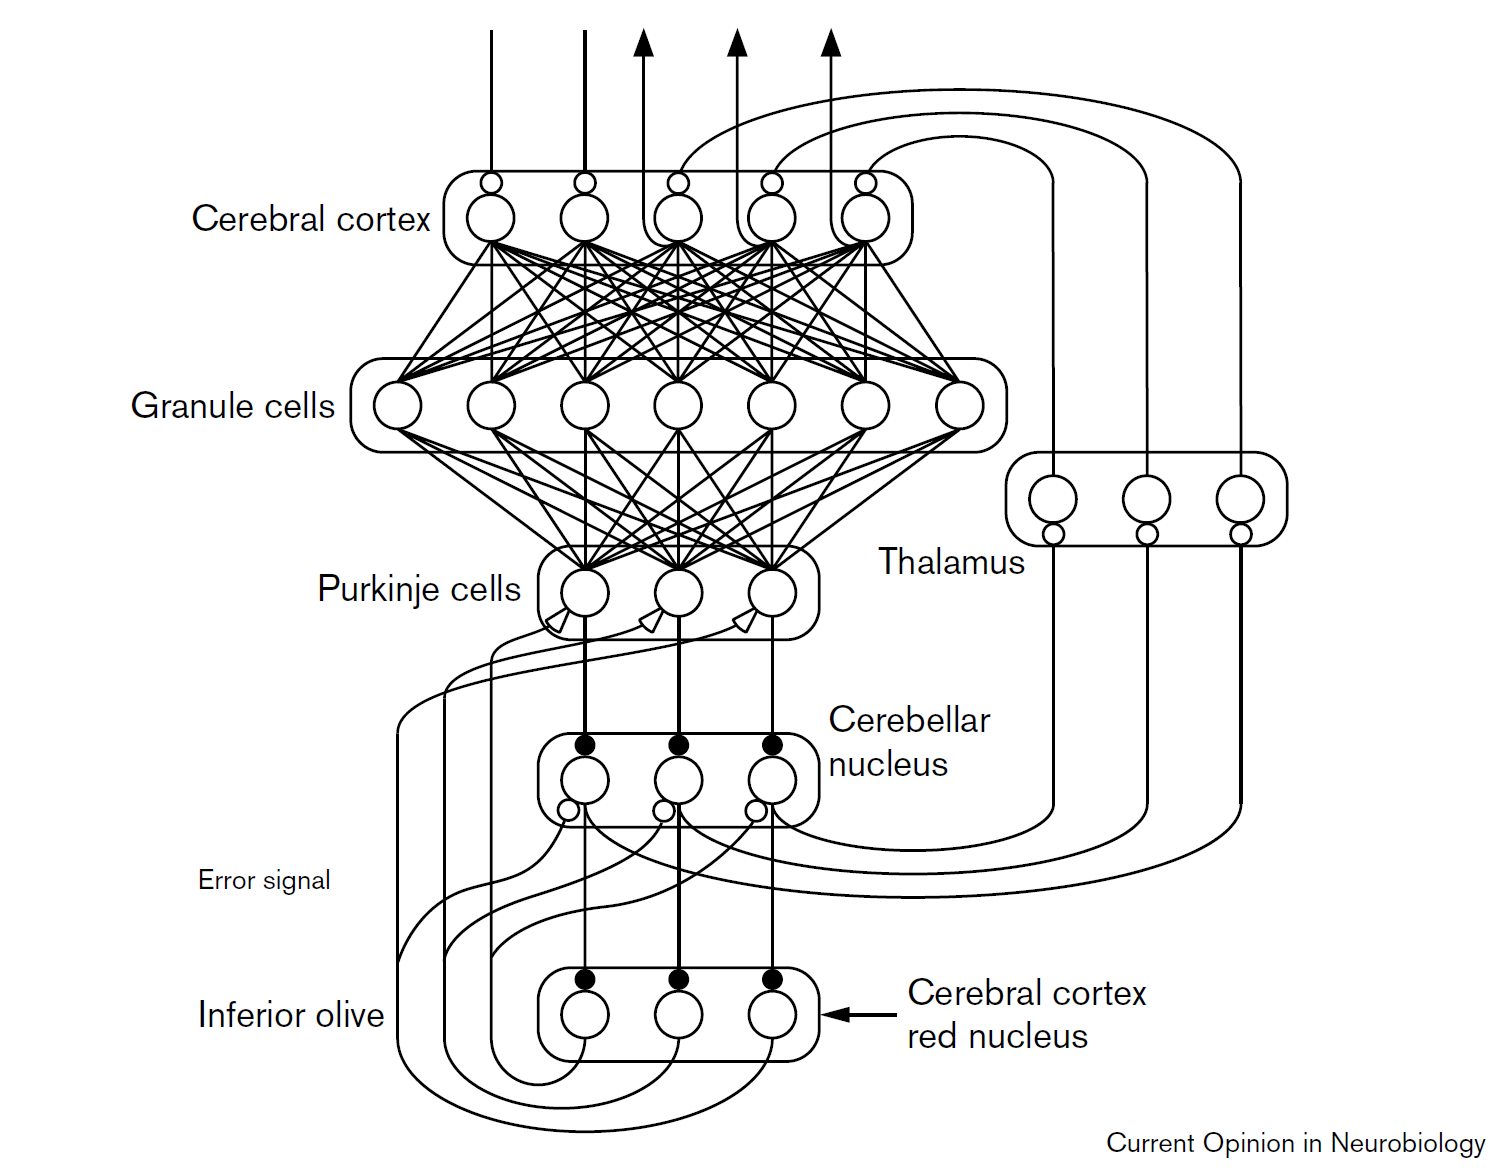 Cerebral cortex
Granule cells
Thalamus
Purkinje cells
Cerebellar
nucleus
Error signal
Inferior olive
Cerebral cortex
red nucleus
Current Opinion in Neurobiology